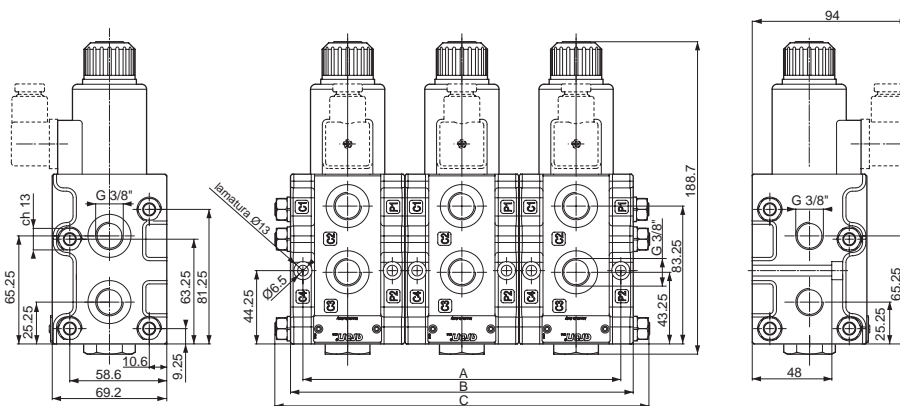 G 3/8"
ch 13
65.25
25.25
63.25
81.25
9.25
10.6
58.6
69.2
lamatura Ø13
Ø6.5
44.25
C1
P1
C1
P1
C1
P1
C2
C2
C2
C4
P2
C4
P2
C4
P2
C3
C3
C3
A
B
C
G 3/8"
43.25
83.25
188.7
94
G 3/8"
65.25
25.25
48